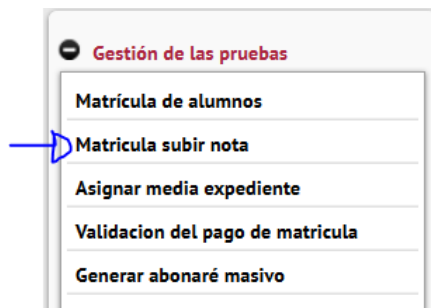 Gestión de las pruebas
Matrícula de alumnos
Matricula subir nota
Asignar media expediente
Validacion del pago de matricula
Generar abonaré masivo